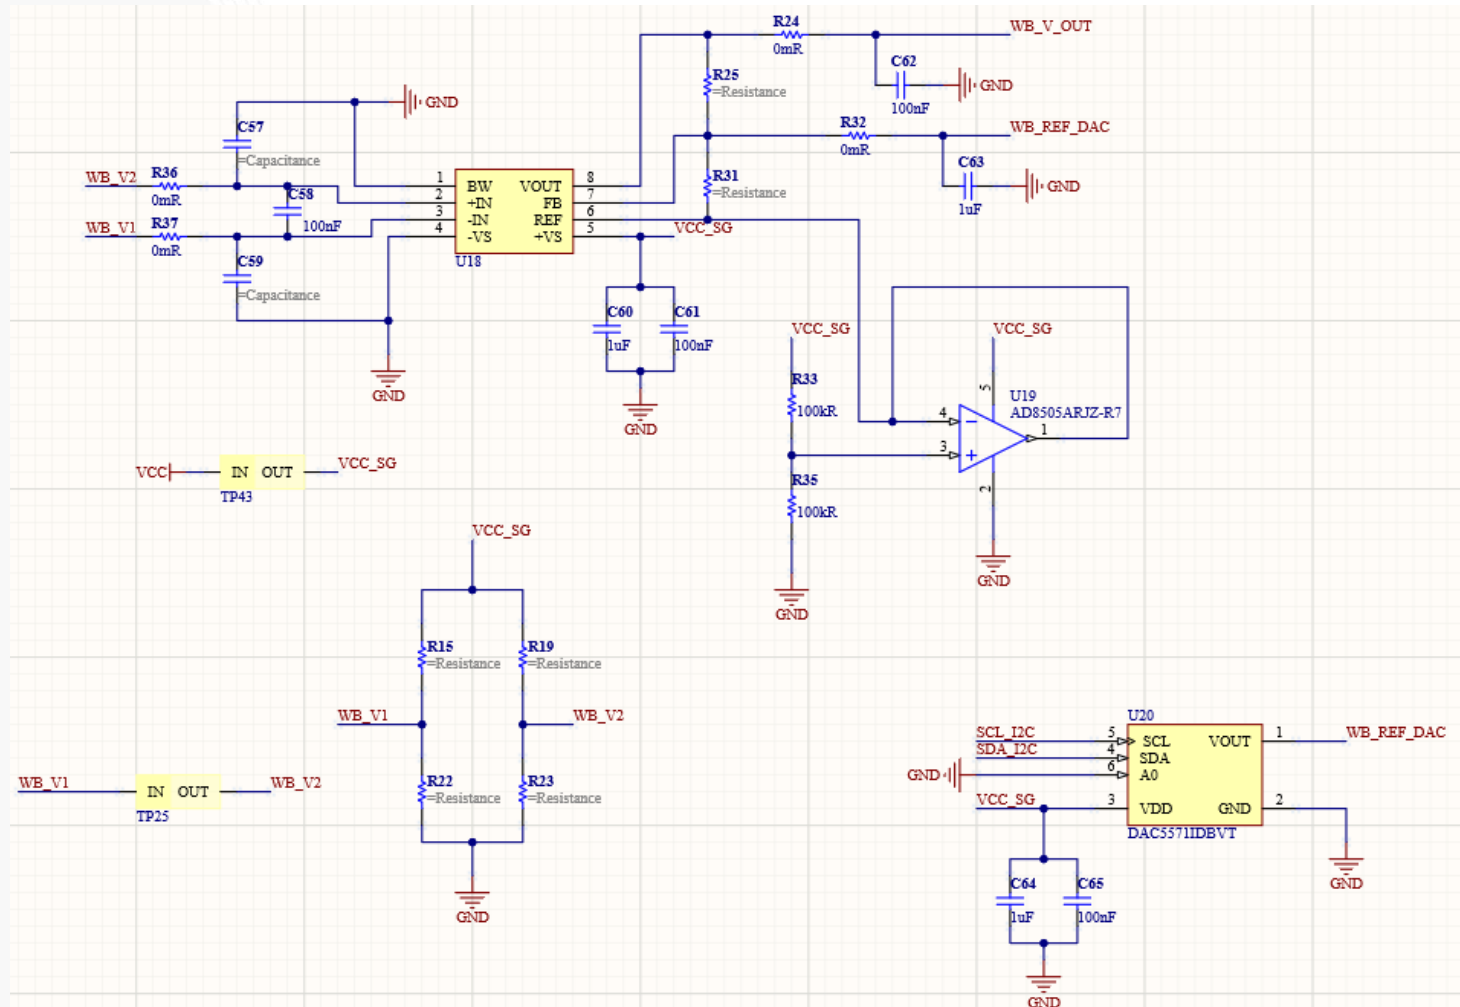 R24
WB_V_OUT
0mR
C62
R25
=Resistance
GND
100nF
GND
C57
R32
WB_REF_DAC
=Capacitance
0mR
C63
WB_V2
R36
R31
=Resistance
GND
0mR
C58
100nF
1uF
WB_V1
R37
0mR
1
BW
VOUT
8
2
+IN
FB
7
3
-IN
REF
6
4
-VS
+VS
5
U18
VCC_SG
C59
=Capacitance
C60
C61
1uF
100nF
GND
GND
VCC_SG
VCC_SG
R33
100kR
5
U19
AD8505ARJZ-R7
4
1
3
R35
100kR
2
GND
GND
VCC
IN OUT
VCC_SG
TP43
VCC_SG
R15
=Resistance
R19
=Resistance
WB_V1
WB_V2
R22
=Resistance
R23
=Resistance
GND
WB_V1
IN OUT
WB_V2
TP25
U20
SCL_I2C
5
SCL
VOUT
1
WB_REF_DAC
SDA_I2C
4
SDA
GND
6
A0
VCC_SG
3
VDD
GND
2
DAC5571IDBVT
GND
C64
C65
1uF
100nF
GND